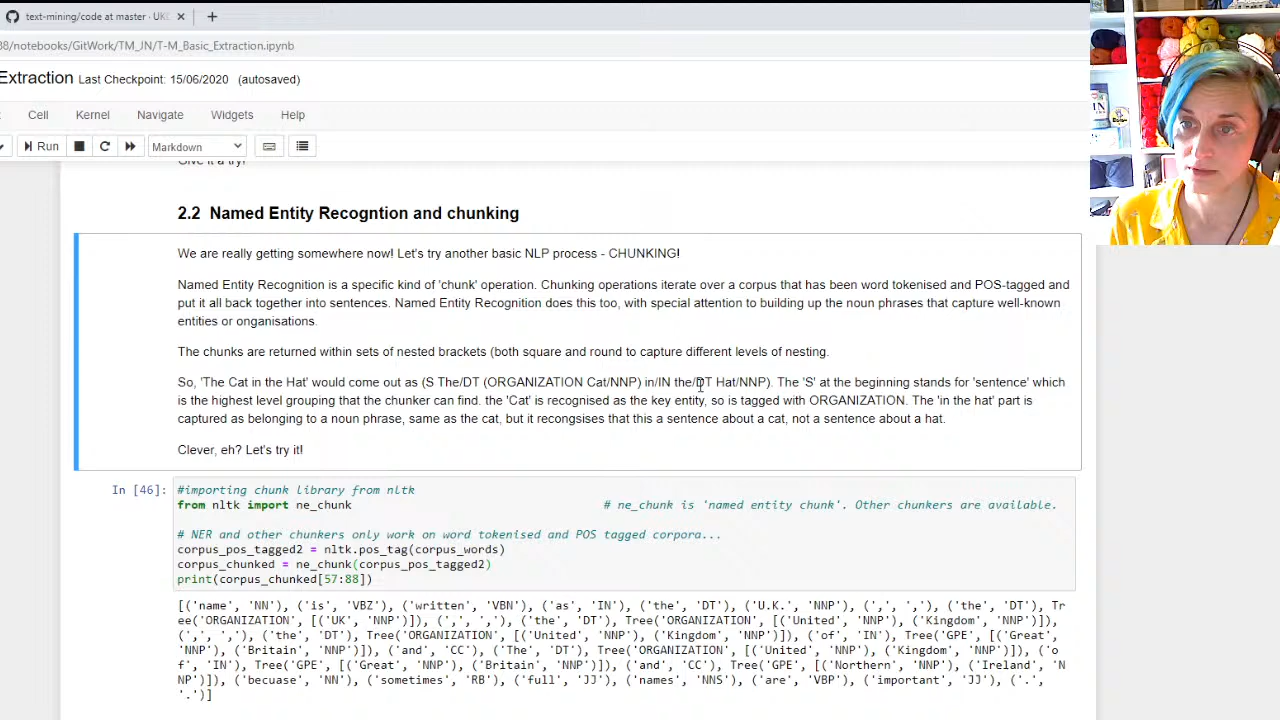 text-mining/code at master · UK
38/notebooks/GitWork/TM_JN/T-M_Basic_Extraction.ipynb
Extraction Last Checkpoint: 15/06/2020 (autosaved)
Cell Kernel Navigate Widgets Help
Run Markdown
Give it a try!
2.2 Named Entity Recogntion and chunking
We are really getting somewhere now! Let's try another basic NLP process - CHUNKING!
Named Entity Recognition is a specific kind of 'chunk' operation. Chunking operations iterate over a corpus that has been word tokenised and POS-tagged and
put it all back together into sentences. Named Entity Recognition does this too, with special attention to building up the noun phrases that capture well-known
entities or organisations.
The chunks are returned within sets of nested brackets (both square and round to capture different levels of nesting.
So, 'The Cat in the Hat' would come out as (S The/DT (ORGANIZATION Cat/NNP) in/IN the/DT Hat/NNP). The 'S' at the beginning stands for 'sentence' which
is the highest level grouping that the chunker can find. the 'Cat' is recognised as the key entity, so is tagged with ORGANIZATION. The 'in the hat' part is
captured as belonging to a noun phrase, same as the cat, but it recongsises that this a sentence about a cat, not a sentence about a hat.
Clever, eh? Let's try it!
In [46]: #importing chunk library from nltk
from nltk import ne_chunk # ne_chunk is 'named entity chunk'. Other chunkers are available.
# NER and other chunkers only work on word tokenised and POS tagged corpora...
corpus_pos_tagged2 = nltk.pos_tag(corpus_words)
corpus_chunked = ne_chunk(corpus_pos_tagged2)
print(corpus_chunked[57:88])
[('name', 'NN'), ('is', 'VBZ'), ('written', 'VBN'), ('as', 'IN'), ('the', 'DT'), ('U.K.', 'NNP'), (',', ','), ('the', 'DT'), Tr
ee('ORGANIZATION', [('UK', 'NNP')]), (',', ','), ('the', 'DT'), Tree('ORGANIZATION', [('United', 'NNP'), ('Kingdom', 'NNP')]),
(',', ','), ('the', 'DT'), Tree('ORGANIZATION', [('United', 'NNP'), ('Kingdom', 'NNP')]), ('of', 'IN'), Tree('GPE', [('Great',
'NNP'), ('Britain', 'NNP')]), ('and', 'CC'), ('The', 'DT'), Tree('ORGANIZATION', [('United', 'NNP'), ('Kingdom', 'NNP')]), ('o
f', 'IN'), Tree('GPE', [('Great', 'NNP'), ('Britain', 'NNP')]), ('and', 'CC'), Tree('GPE', [('Northern', 'NNP'), ('Ireland', 'N
NP')]), ('becuase', 'NN'), ('sometimes', 'RB'), ('full', 'JJ'), ('names', 'NNS'), ('are', 'VBP'), ('important', 'JJ'), ('.',
'.')]